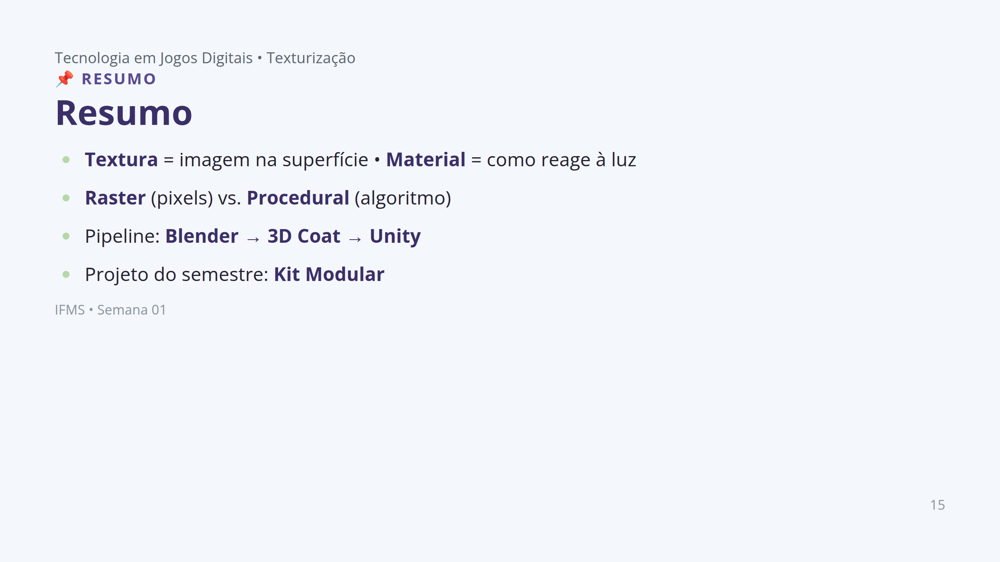 Tecnologia em Jogos Digitais • Texturização
📌 RESUMO
Resumo
• Textura = imagem na superfície • Material = como reage à luz
• Raster (pixels) vs. Procedural (algoritmo)
• Pipeline: Blender → 3D Coat → Unity
• Projeto do semestre: Kit Modular
IFMS • Semana 01
15